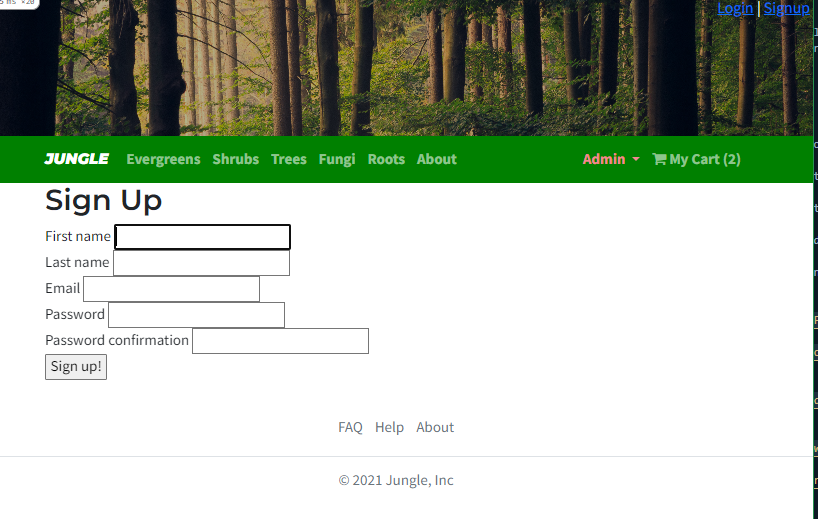 Login | Signup
JUNGLE Evergreens Shrubs Trees Fungi Roots About Admin My Cart (2)
Sign Up
First name
Last name
Email
Password
Password confirmation
Sign up!
FAQ Help About
© 2021 Jungle, Inc